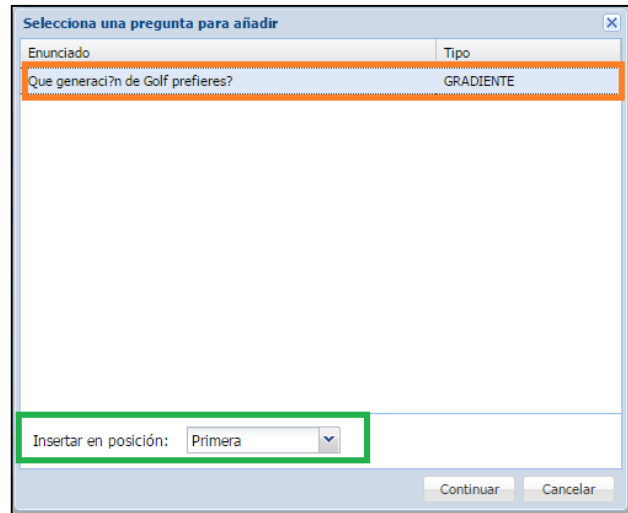 Selecciona una pregunta para añadir
Enunciado Tipo
Que generaci?n de Golf prefieres? GRADIENTE
Insertar en posición: Primera
Continuar Cancelar